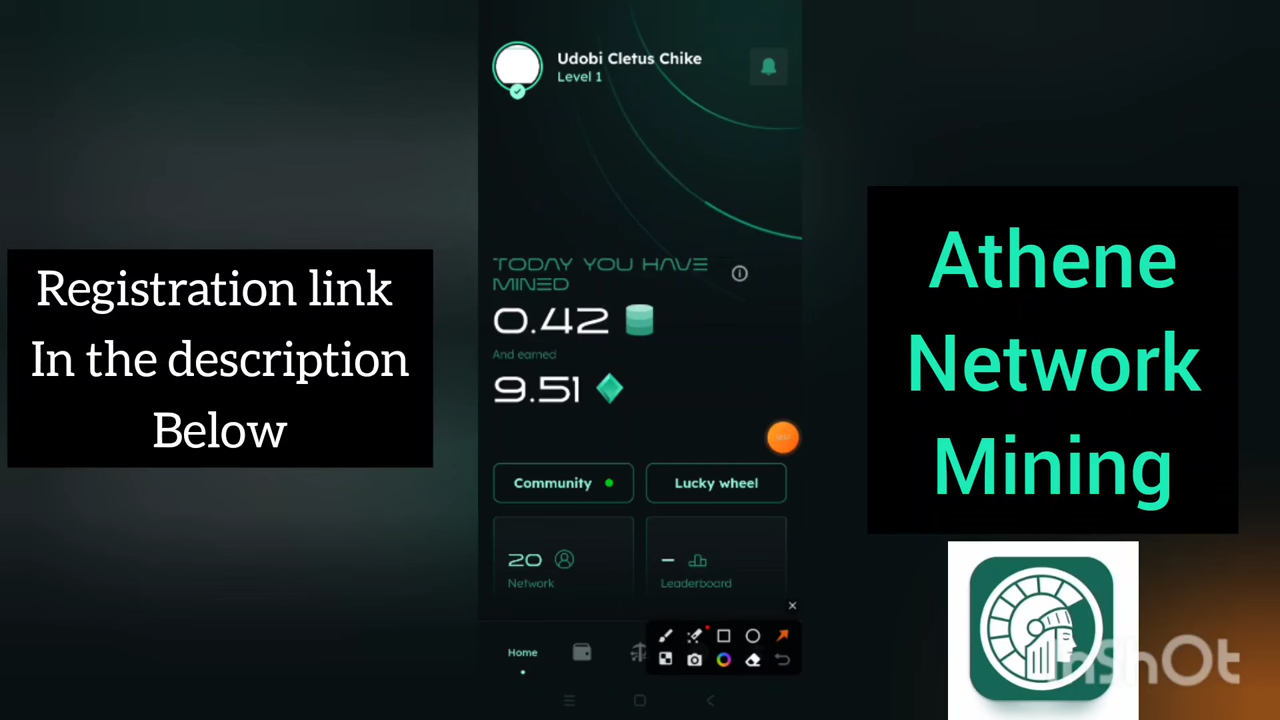 Registration link
In the description
Below
Udobi Cletus Chike
Level 1
TODAY YOU HAVE
MINED
0.42
And earned
9.51
Community
Lucky wheel
20
Network
Leaderboard
Home
Athene
Network
Mining
InShOt